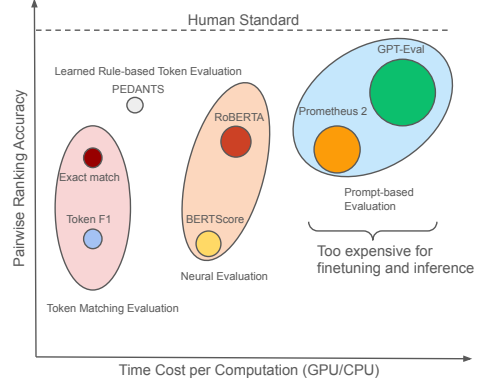 Human Standard
GPT-Eval
Learned Rule-based Token Evaluation
PEDANTS
RoBERTA
Prometheus 2
Exact match
Prompt-based
Evaluation
Token F1
BERTScore
Too expensive for
finetuning and inference
Neural Evaluation
Token Matching Evaluation
Pairwise Ranking Accuracy
Time Cost per Computation (GPU/CPU)